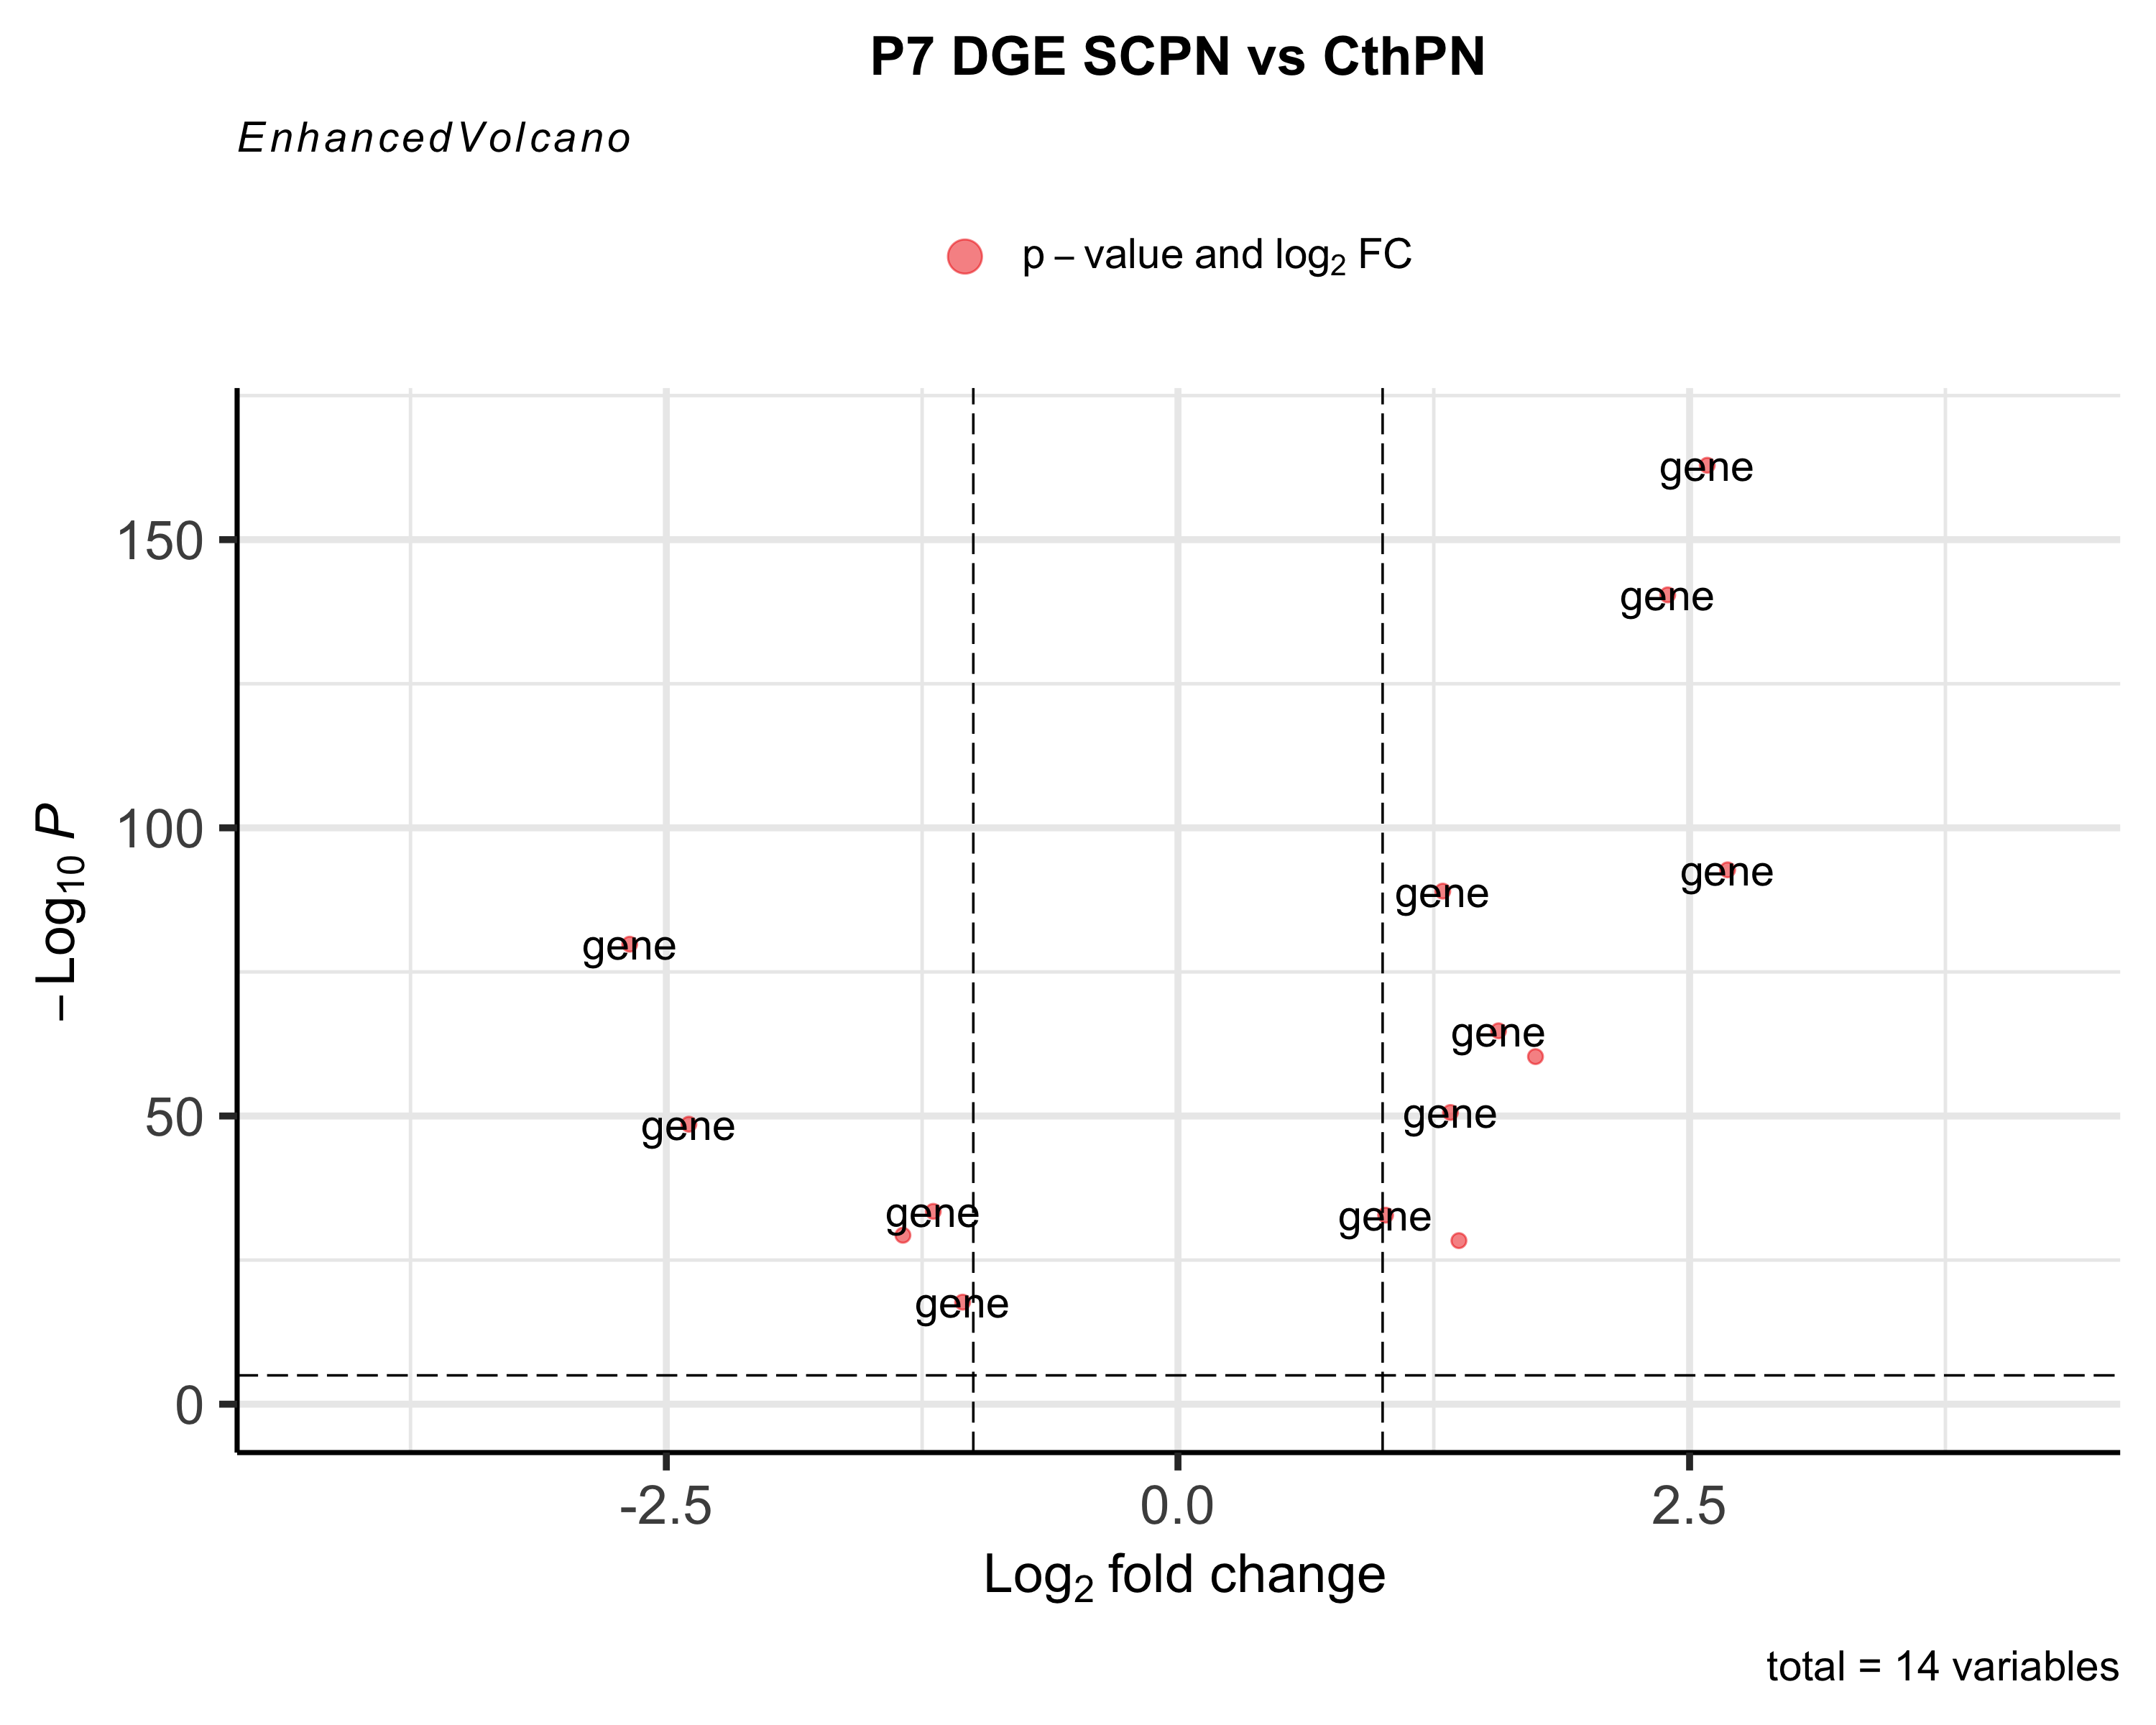 P7 DGE SCPN vs CthPN
EnhancedVolcano
p – value and log₂ FC
– Log₁₀ P
150
100
50
0
gene
gene
gene
gene
gene
gene
gene
gene
gene
gene
gene
-2.5
0.0
2.5
Log₂ fold change
total = 14 variables